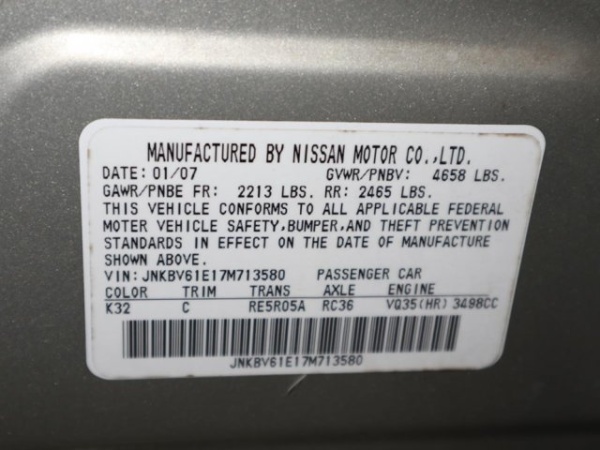 MANUFACTURED BY NISSAN MOTOR CO.,LTD.
DATE: 01/07 GVWR/PNBV: 4658 LBS.
GAWR/PNBE FR: 2213 LBS. RR: 2465 LBS.
THIS VEHICLE CONFORMS TO ALL APPLICABLE FEDERAL
MOTOR VEHICLE SAFETY,BUMPER,AND THEFT PREVENTION
STANDARDS IN EFFECT ON THE DATE OF MANUFACTURE
SHOWN ABOVE.
VIN: JNKBV61E17M713580 PASSENGER CAR
COLOR TRIM TRANS AXLE ENGINE
K32 C RE5R05A RC36 VQ35(HR) 3498CC
JNKBV61E17M713580